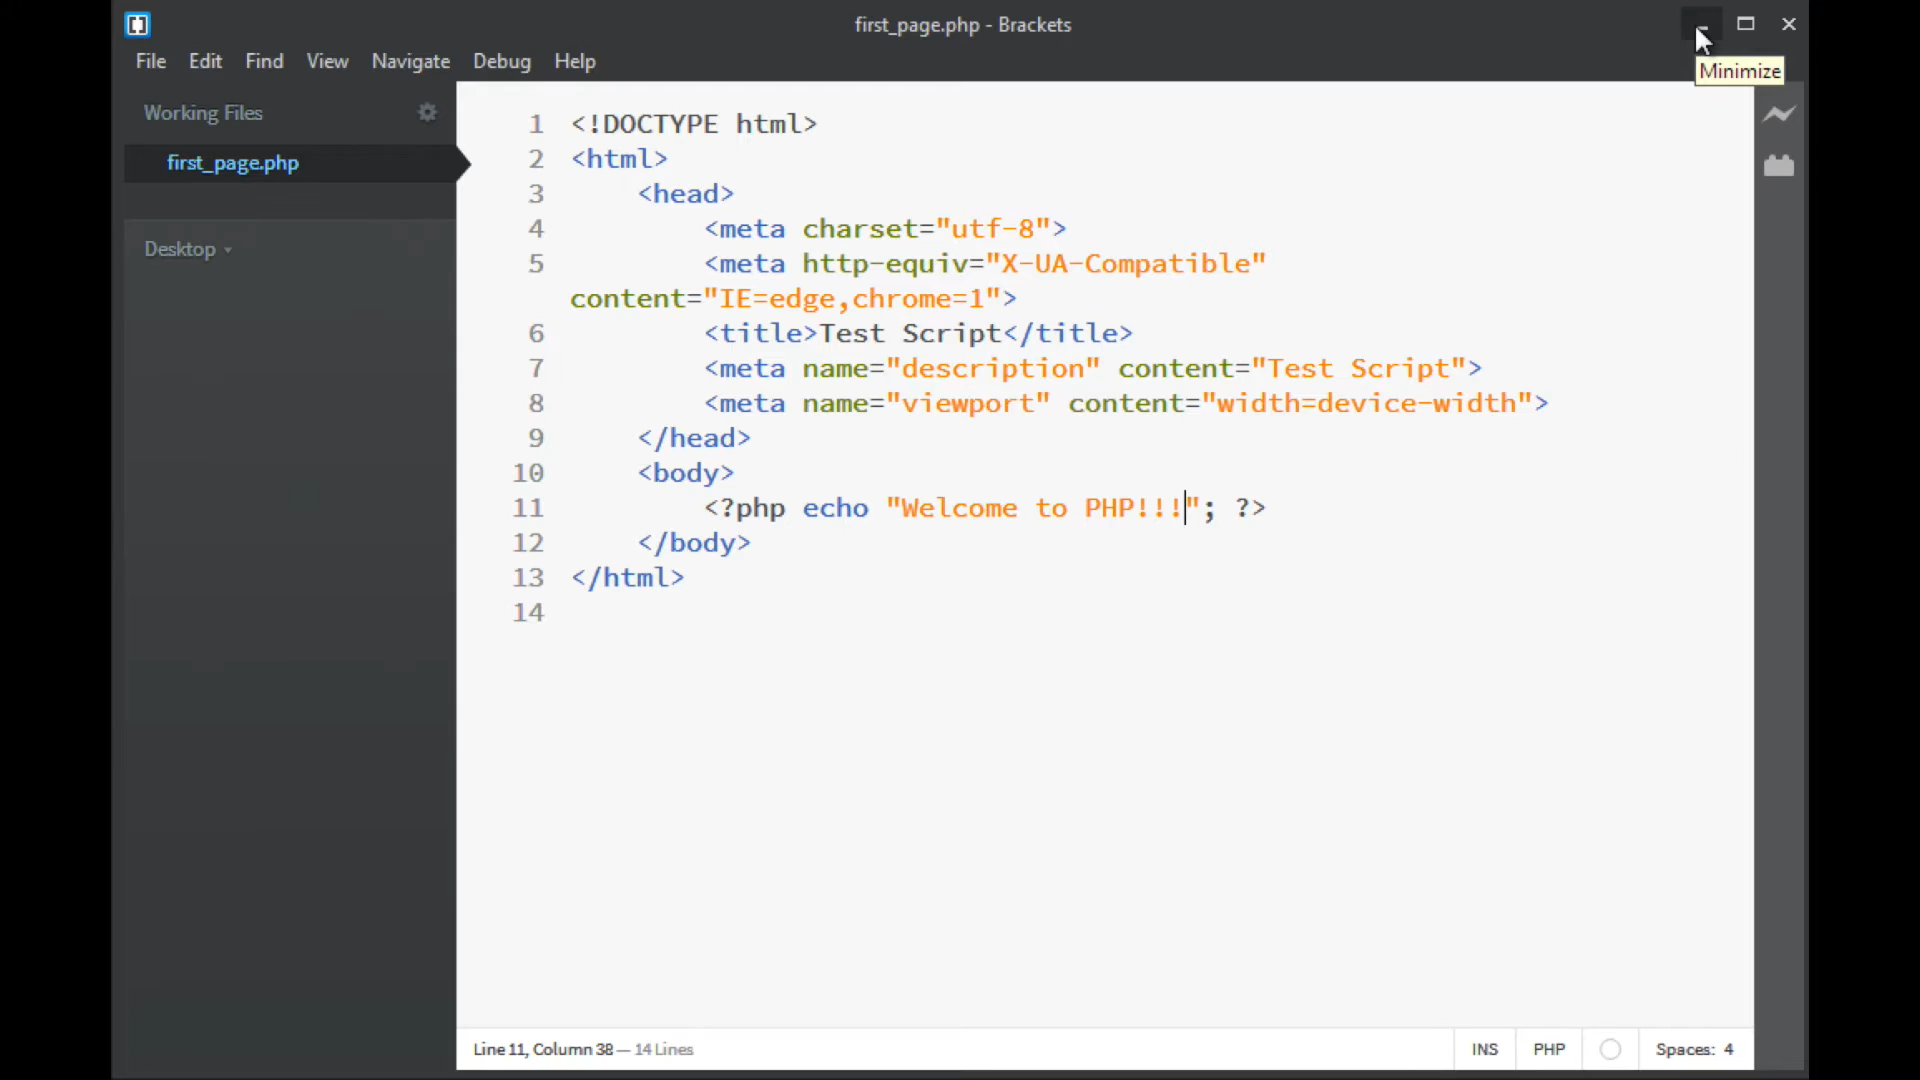 first_page.php - Brackets
File Edit Find View Navigate Debug Help
Minimize
Working Files
first_page.php
Desktop
1 <!DOCTYPE html>
2 <html>
3 <head>
4 <meta charset="utf-8">
5 <meta http-equiv="X-UA-Compatible"
content="IE=edge,chrome=1">
6 <title>Test Script</title>
7 <meta name="description" content="Test Script">
8 <meta name="viewport" content="width=device-width">
9 </head>
10 <body>
11 <?php echo "Welcome to PHP!!!"; ?>
12 </body>
13 </html>
14
Line 11, Column 38 — 14 Lines
INS PHP Spaces: 4